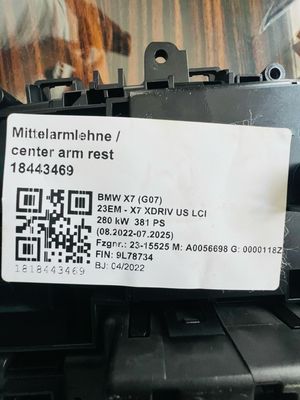 Mittelarmlehne /
center arm rest
18443469
BMW X7 (G07)
23EM - X7 XDRIV US LCI
280 kW 381 PS
(08.2022-07.2025)
Fzgnr.: 23-15525 M: A0056698 G: 0000118Z
FIN: 9L78734
BJ: 04/2022
1818443469